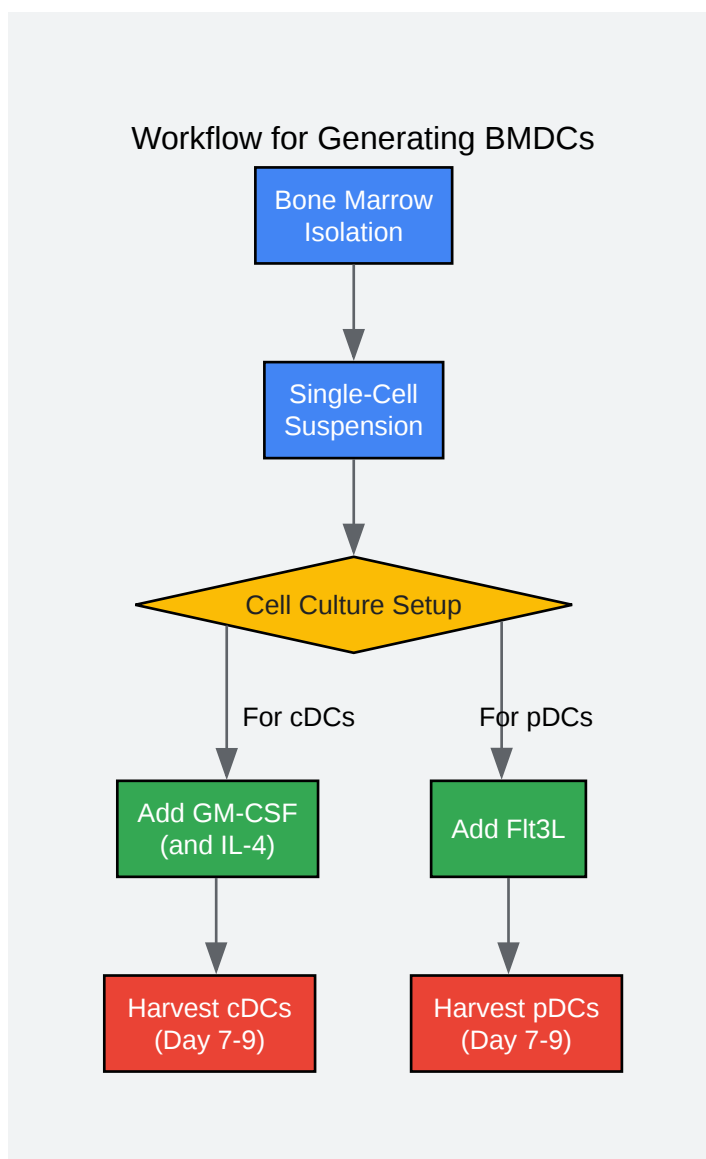 Workflow for Generating BMDCs
Bone Marrow
Isolation
Single-Cell
Suspension
Cell Culture Setup
For cDCs
For pDCs
Add GM-CSF
(and IL-4)
Add Flt3L
Harvest cDCs
(Day 7-9)
Harvest pDCs
(Day 7-9)